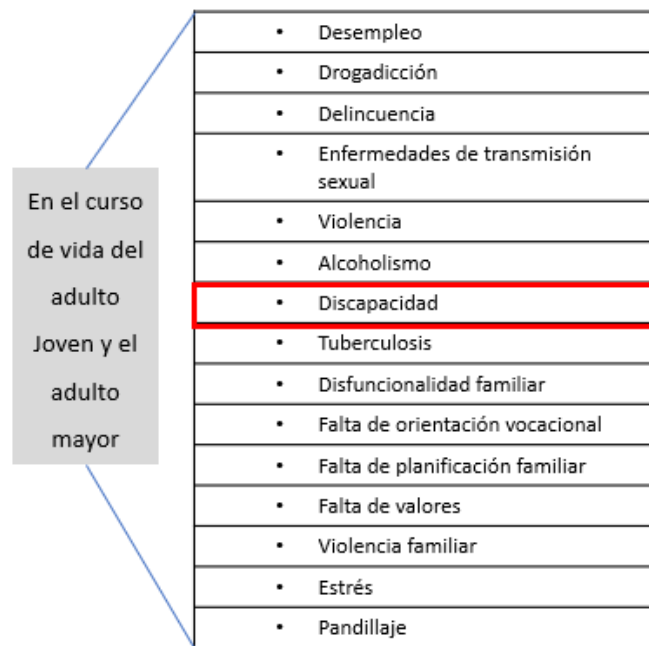 En el curso
de vida del
adulto
Joven y el
adulto
mayor
• Desempleo
• Drogadicción
• Delincuencia
• Enfermedades de transmisión
sexual
• Violencia
• Alcoholismo
• Discapacidad
• Tuberculosis
• Disfuncionalidad familiar
• Falta de orientación vocacional
• Falta de planificación familiar
• Falta de valores
• Violencia familiar
• Estrés
• Pandillaje